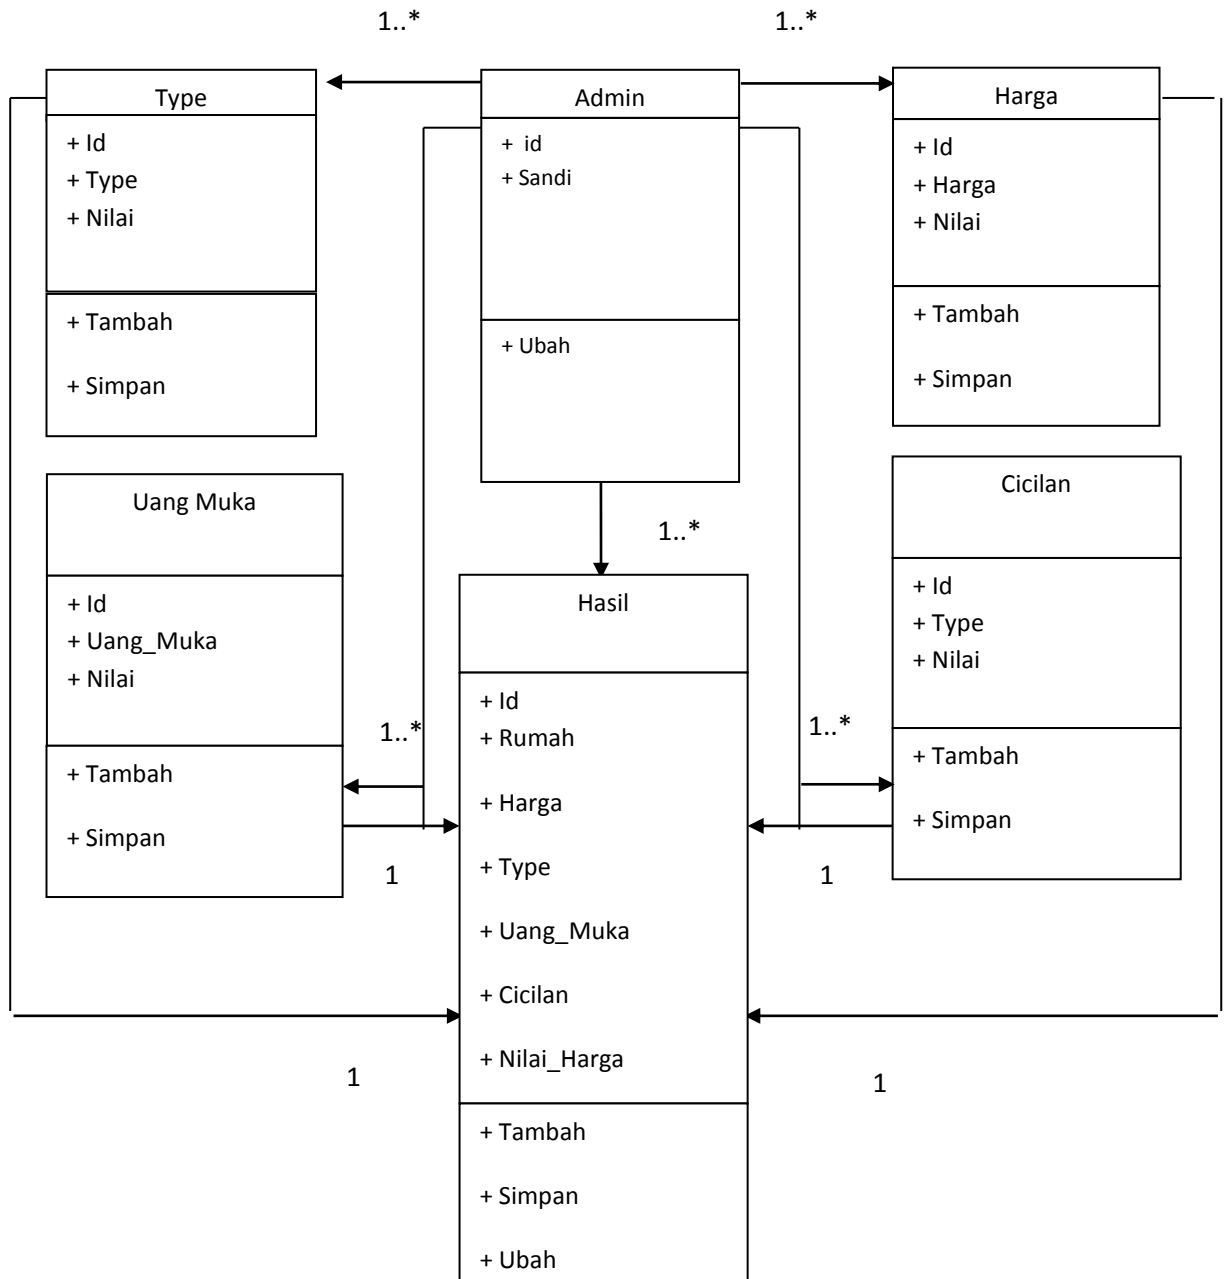 1..*
1..*
Type
+ Id
+ Type
+ Nilai
+ Tambah
+ Simpan
Admin
+ id
+ Sandi
+ Ubah
Harga
+ Id
+ Harga
+ Nilai
+ Tambah
+ Simpan
Uang Muka
+ Id
+ Uang_Muka
+ Nilai
+ Tambah
+ Simpan
1..*
Hasil
+ Id
+ Rumah
+ Harga
+ Type
+ Uang_Muka
+ Cicilan
+ Nilai_Harga
+ Tambah
+ Simpan
+ Ubah
Cicilan
+ Id
+ Type
+ Nilai
+ Tambah
+ Simpan
1..*
1..*
1
1
1
1